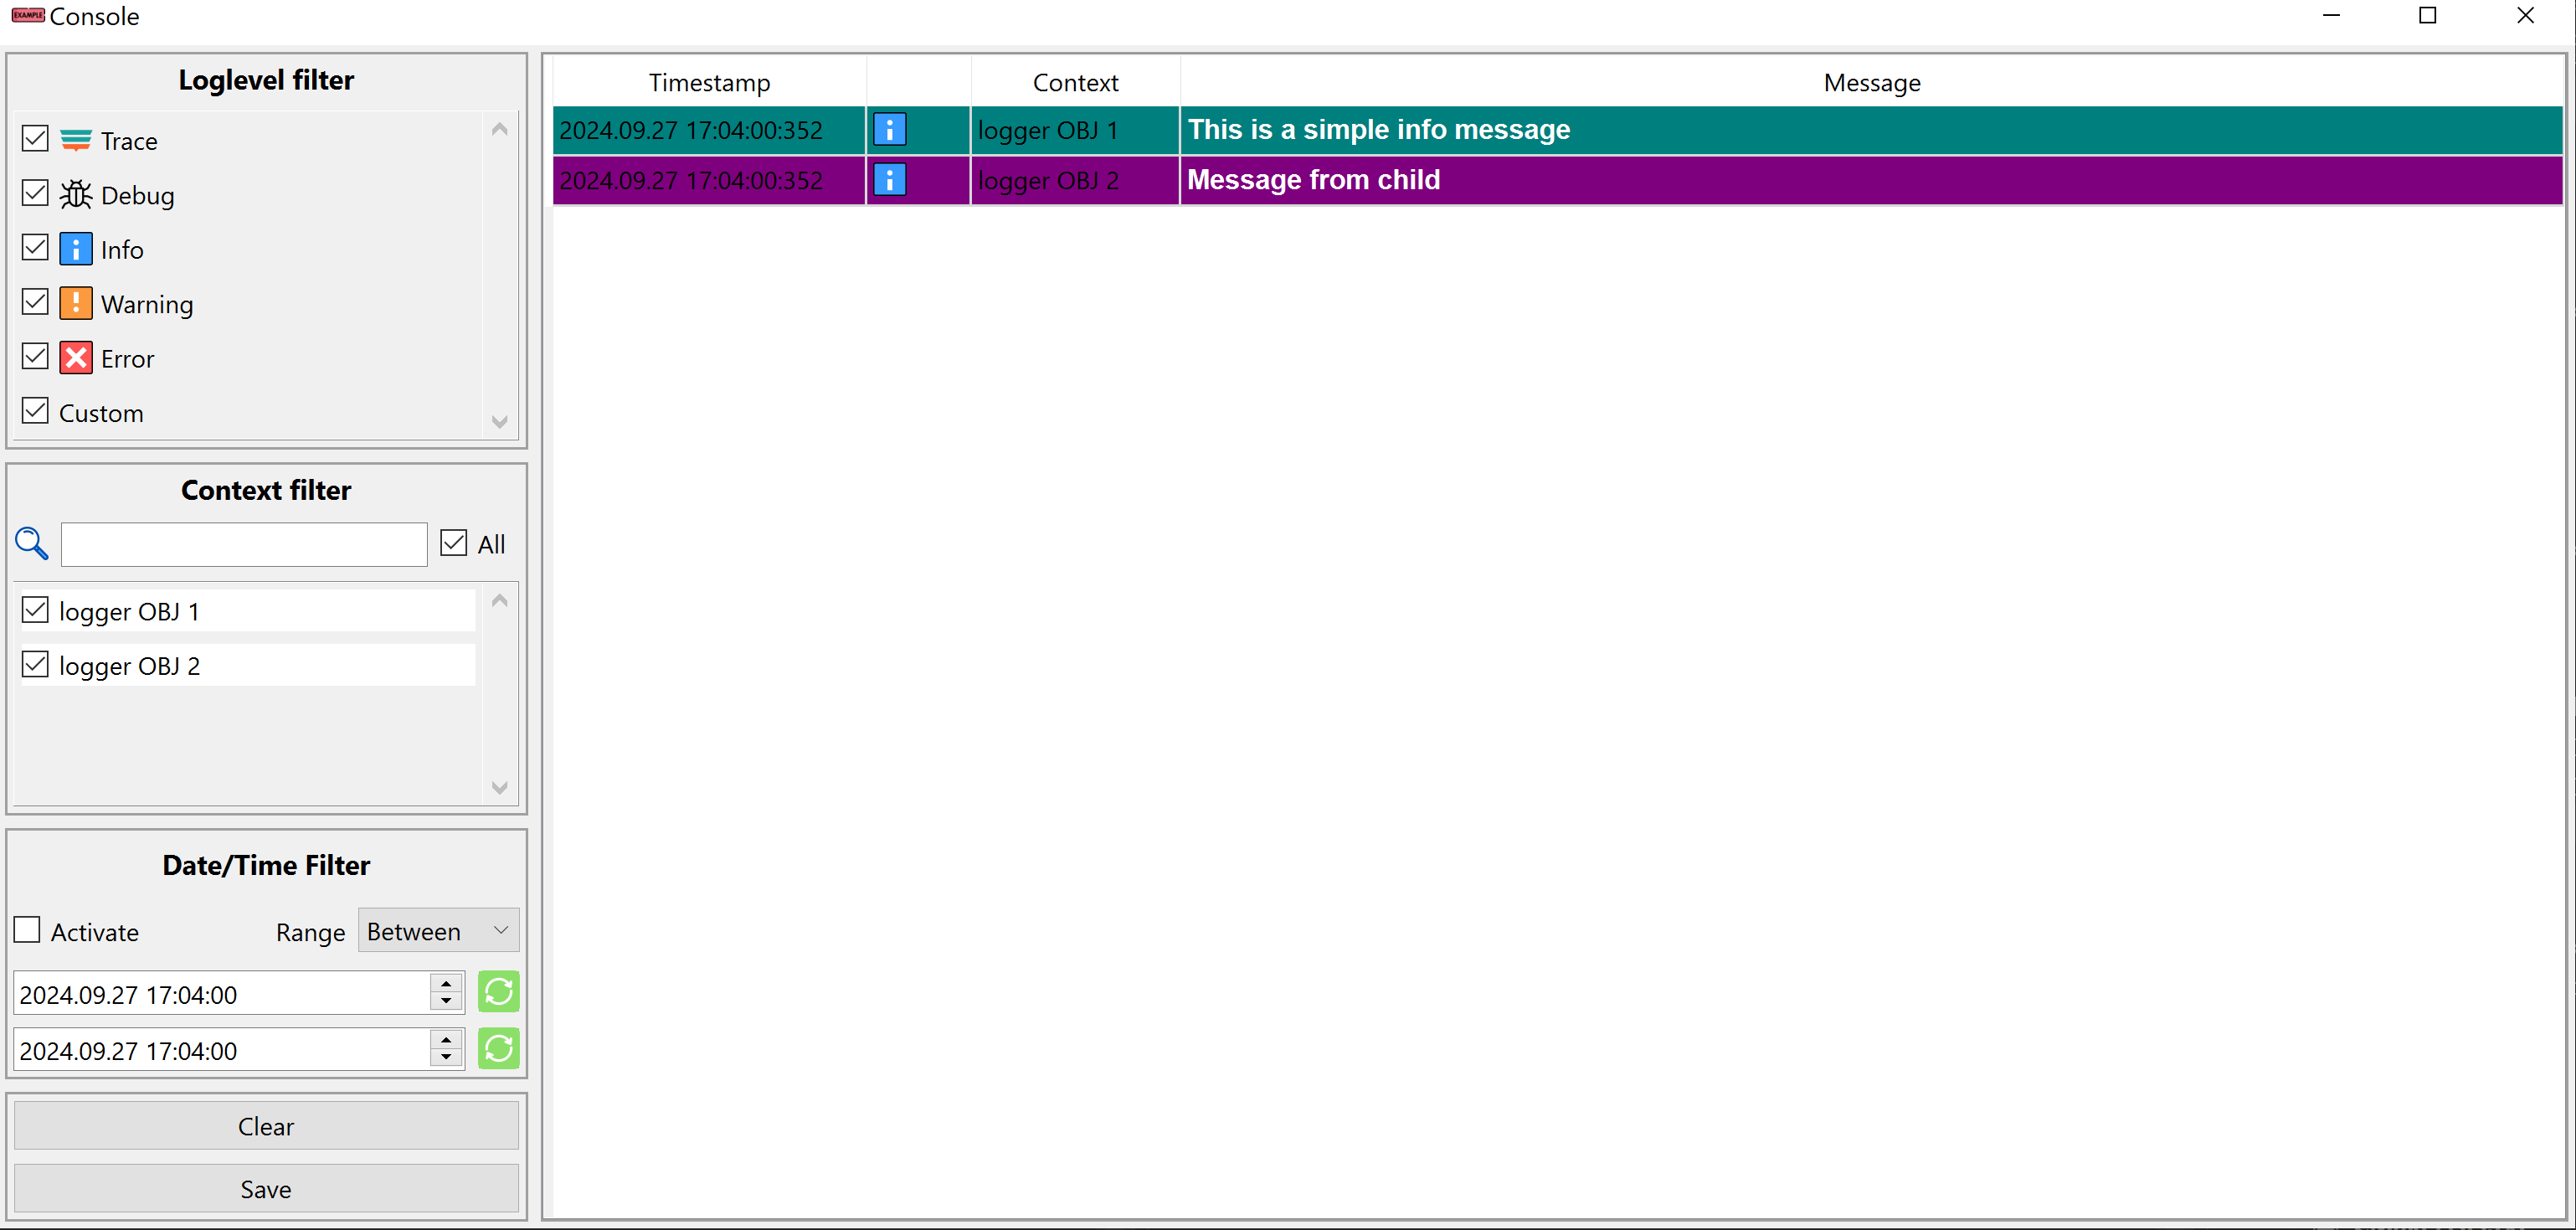 EXAMPLE Console
Loglevel filter
Trace
Debug
Info
Warning
Error
Custom
Context filter
All
logger OBJ 1
logger OBJ 2
Date/Time Filter
Activate Range Between
2024.09.27 17:04:00
2024.09.27 17:04:00
Clear
Save
Timestamp Context Message
2024.09.27 17:04:00:352 logger OBJ 1 This is a simple info message
2024.09.27 17:04:00:352 logger OBJ 2 Message from child